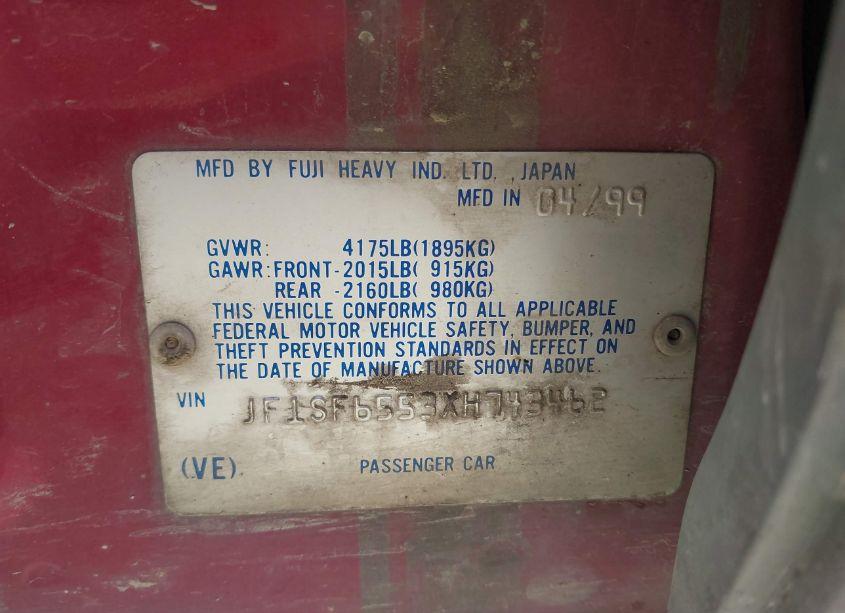 MFD BY FUJI HEAVY IND. LTD. ,JAPAN
MFD IN 04/99
GVWR: 4175LB(1895KG)
GAWR:FRONT-2015LB( 915KG)
REAR -2160LB( 980KG)
THIS VEHICLE CONFORMS TO ALL APPLICABLE
FEDERAL MOTOR VEHICLE SAFETY, BUMPER, AND
THEFT PREVENTION STANDARDS IN EFFECT ON
THE DATE OF MANUFACTURE SHOWN ABOVE.
VIN JF1SF6553XH743462
(VE) PASSENGER CAR